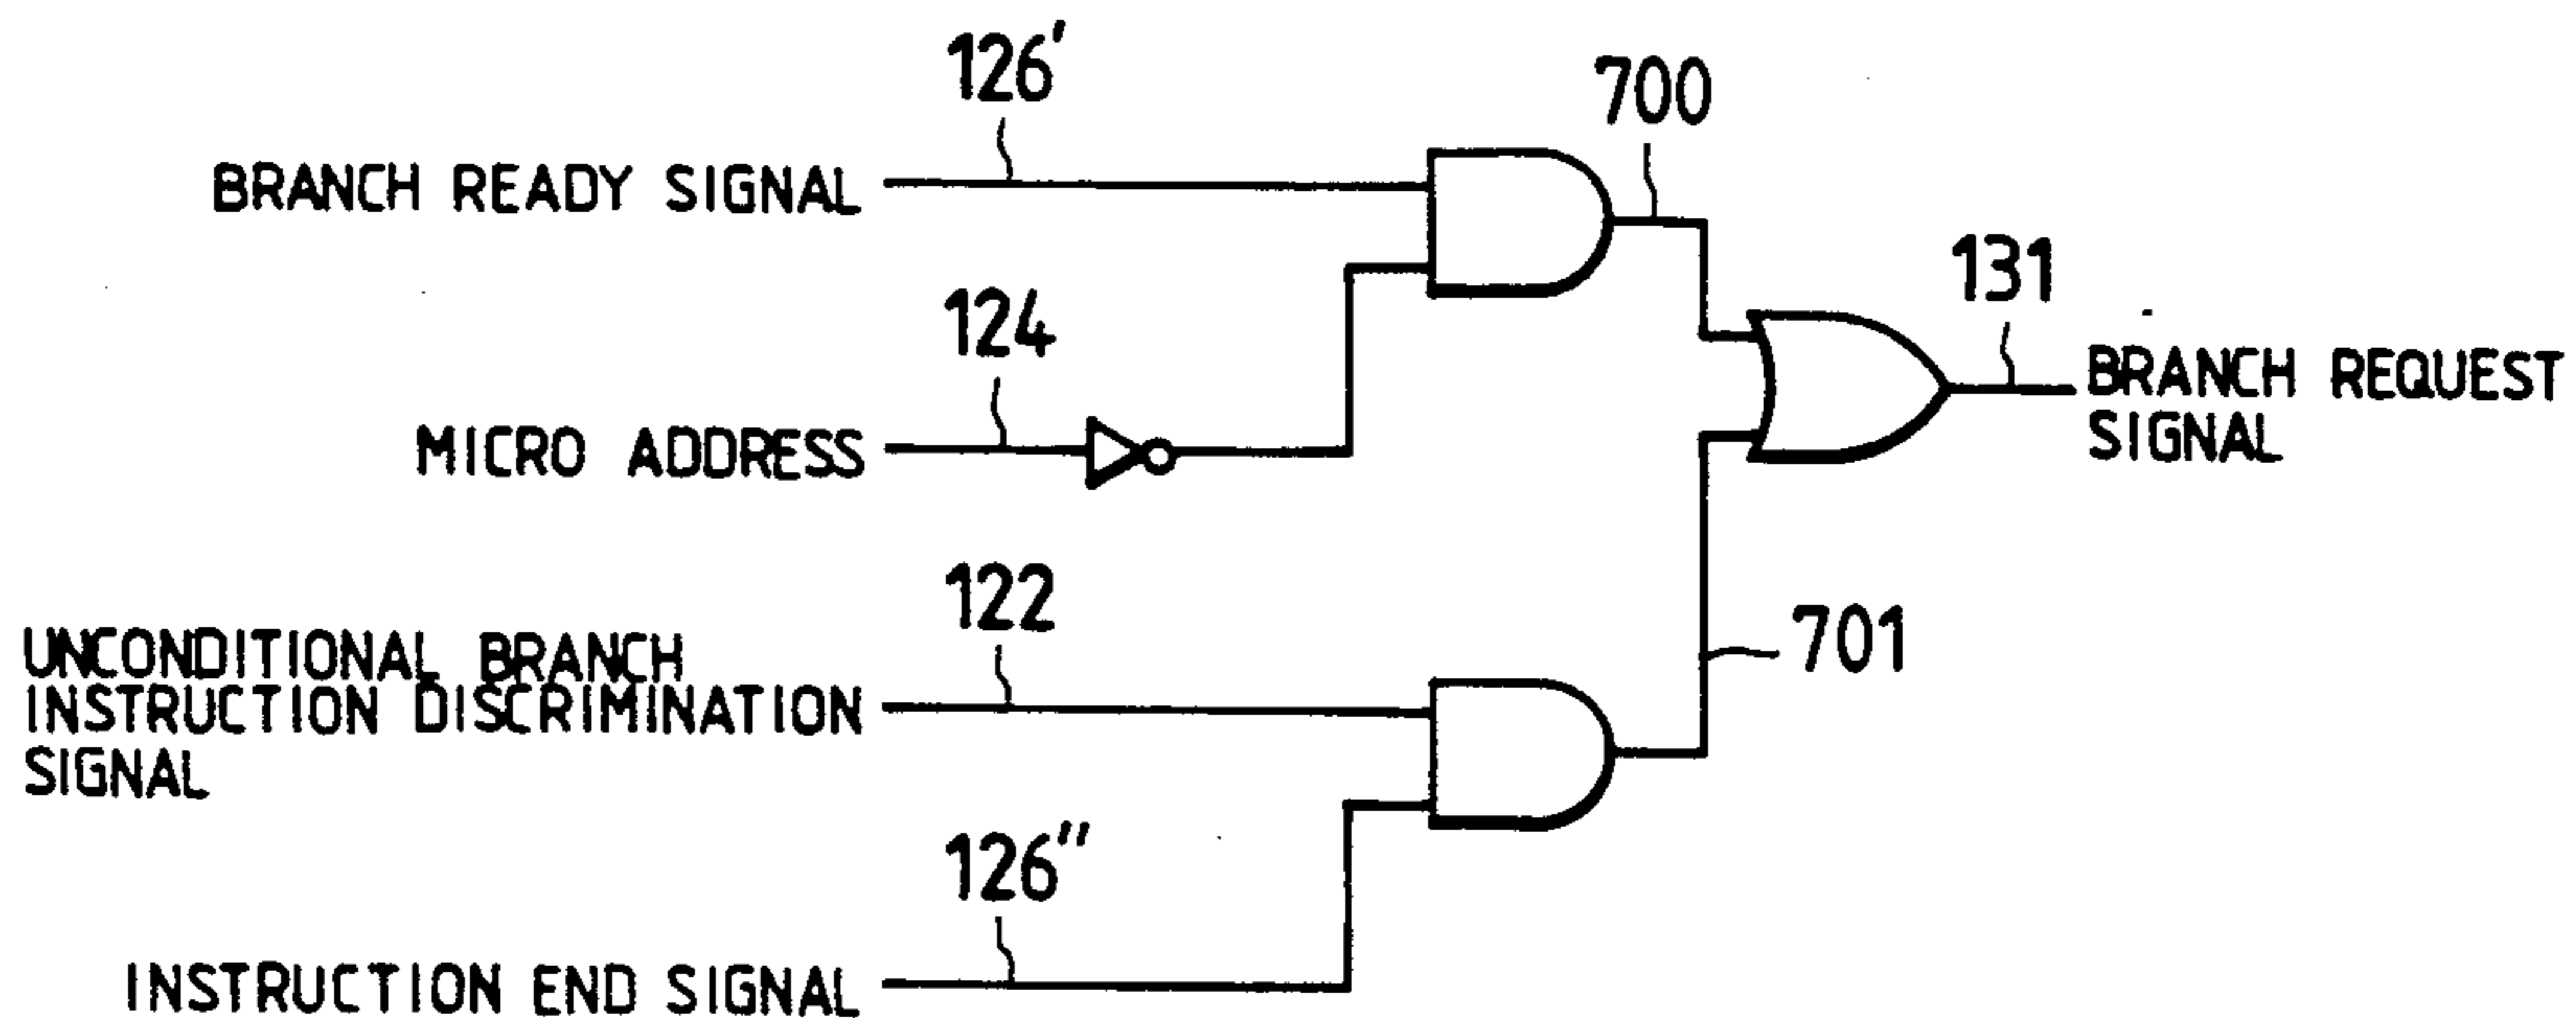 126'
700
BRANCH READY SIGNAL
131
124
BRANCH REQUEST
SIGNAL
MICRO ADDRESS
122
701
UNCONDITIONAL BRANCH
INSTRUCTION DISCRIMINATION
SIGNAL
126"
INSTRUCTION END SIGNAL